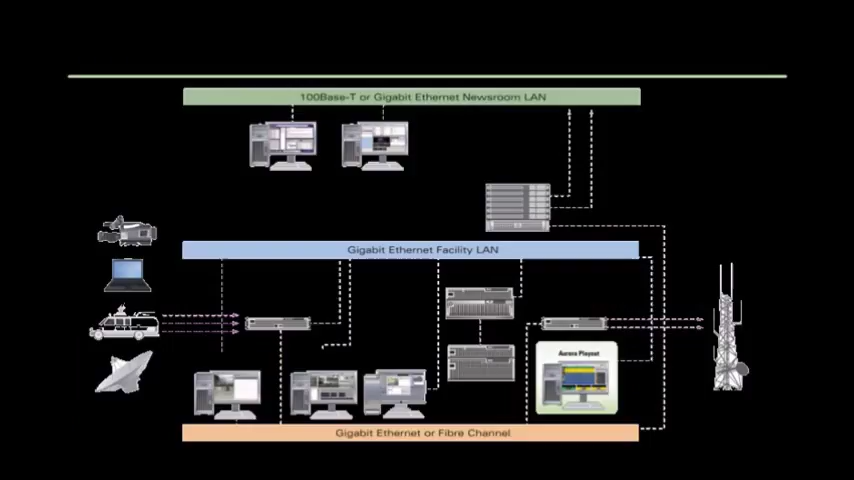 100Base-T or Gigabit Ethernet Newsroom LAN
Gigabit Ethernet Facility LAN
Aurora Playout
Gigabit Ethernet or Fibre Channel